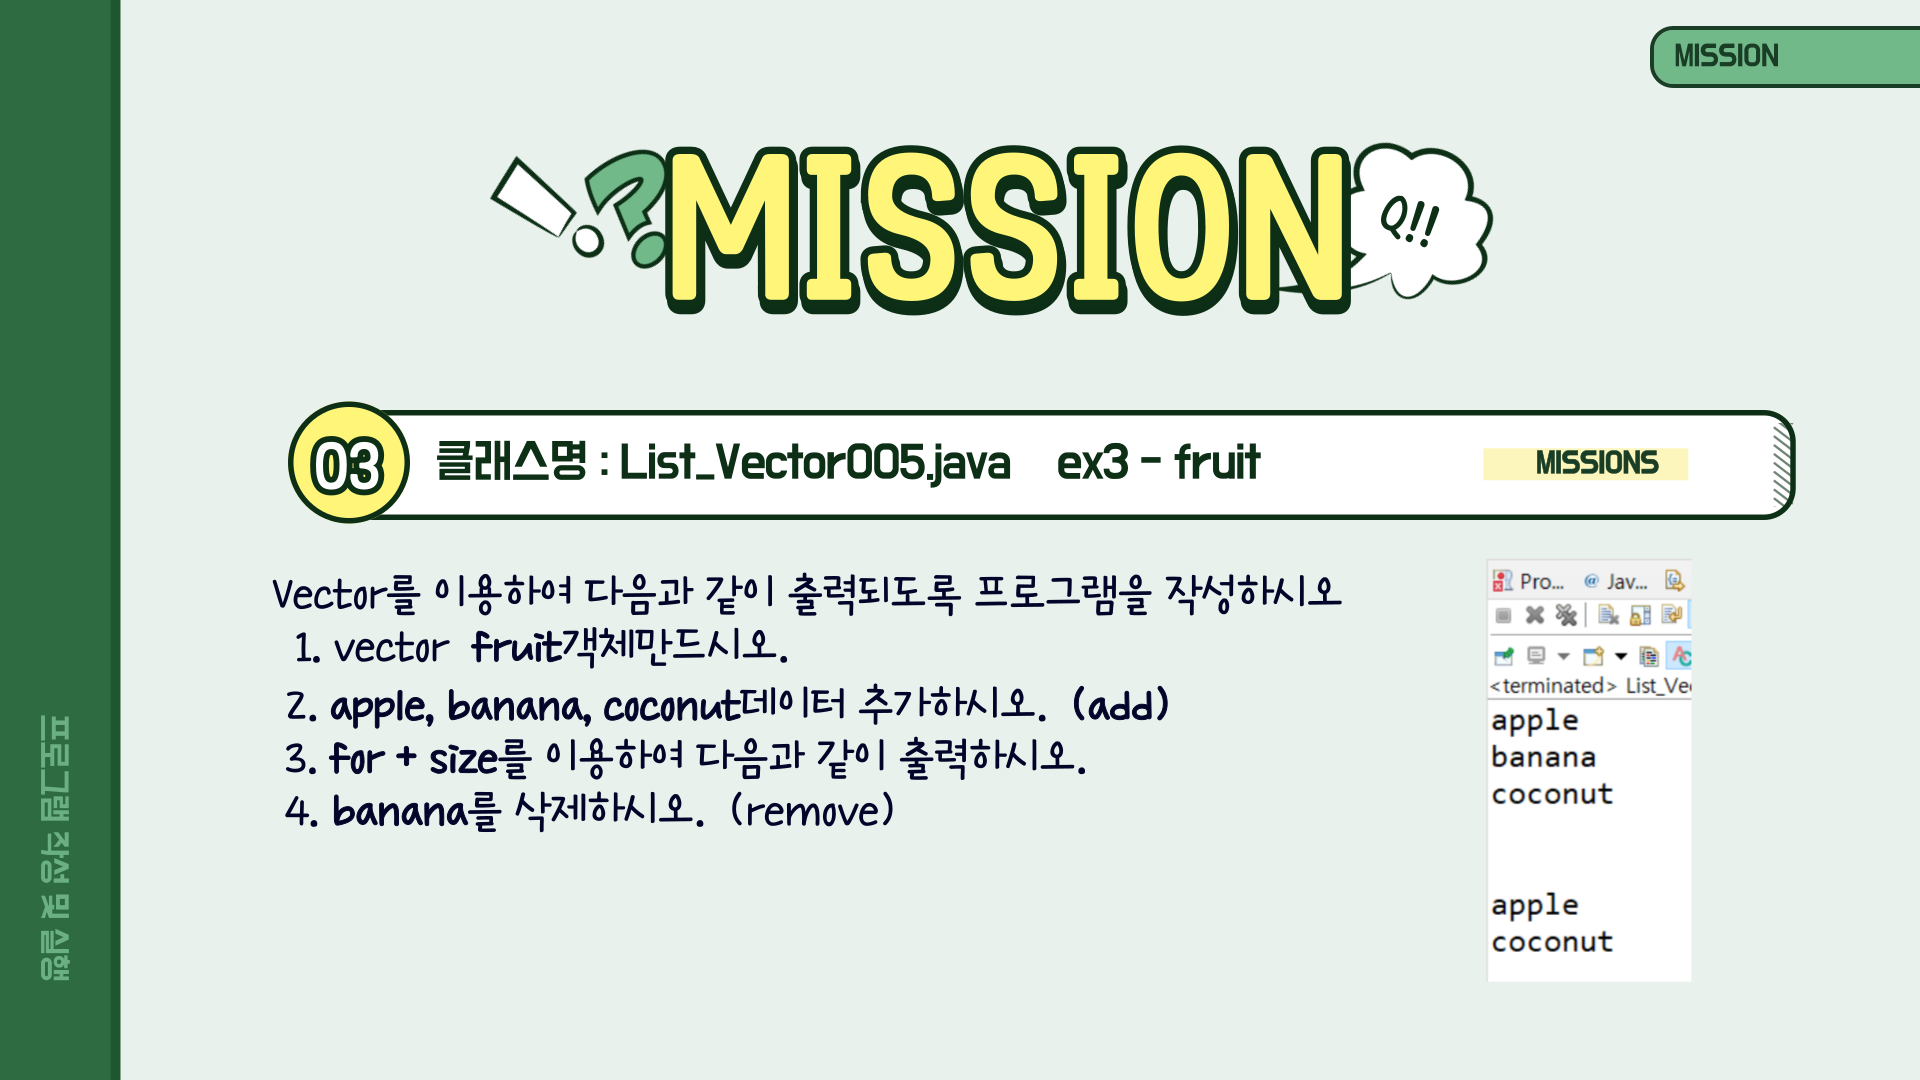 MISSION
MISSION
Q!!
03
클래스명 : List_Vector005.java ex3 - fruit
MISSIONS
Vector를 이용하여 다음과 같이 출력되도록 프로그램을 작성하시오
1. vector fruit객체만드시오.
2. apple, banana, coconut데이터 추가하시오. (add)
3. for + size를 이용하여 다음과 같이 출력하시오.
4. banana를 삭제하시오. (remove)
Pro... @ Jav...
<terminated> List_Vec
apple
banana
coconut
apple
coconut
프로그램 작성 및 실행